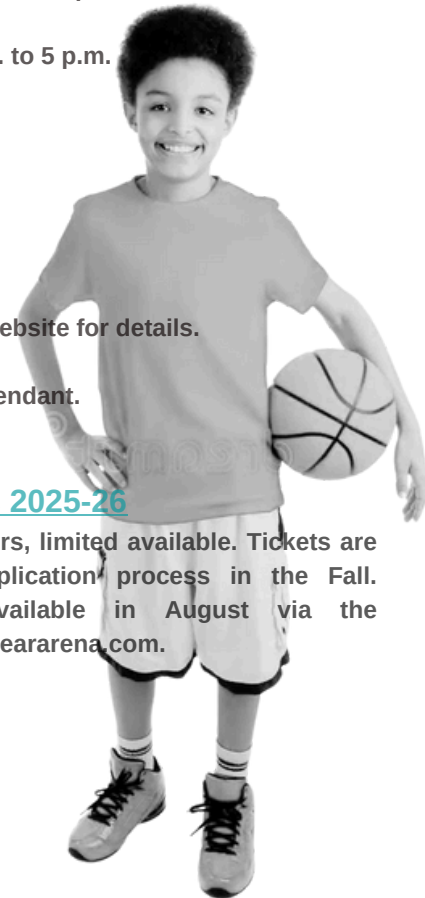 . to 5 p.m.
ebsite for details.
endant.
2025-26
rs, limited available. Tickets are
plication process in the Fall.
vailable in August via the
eararena.com.
dreamstime